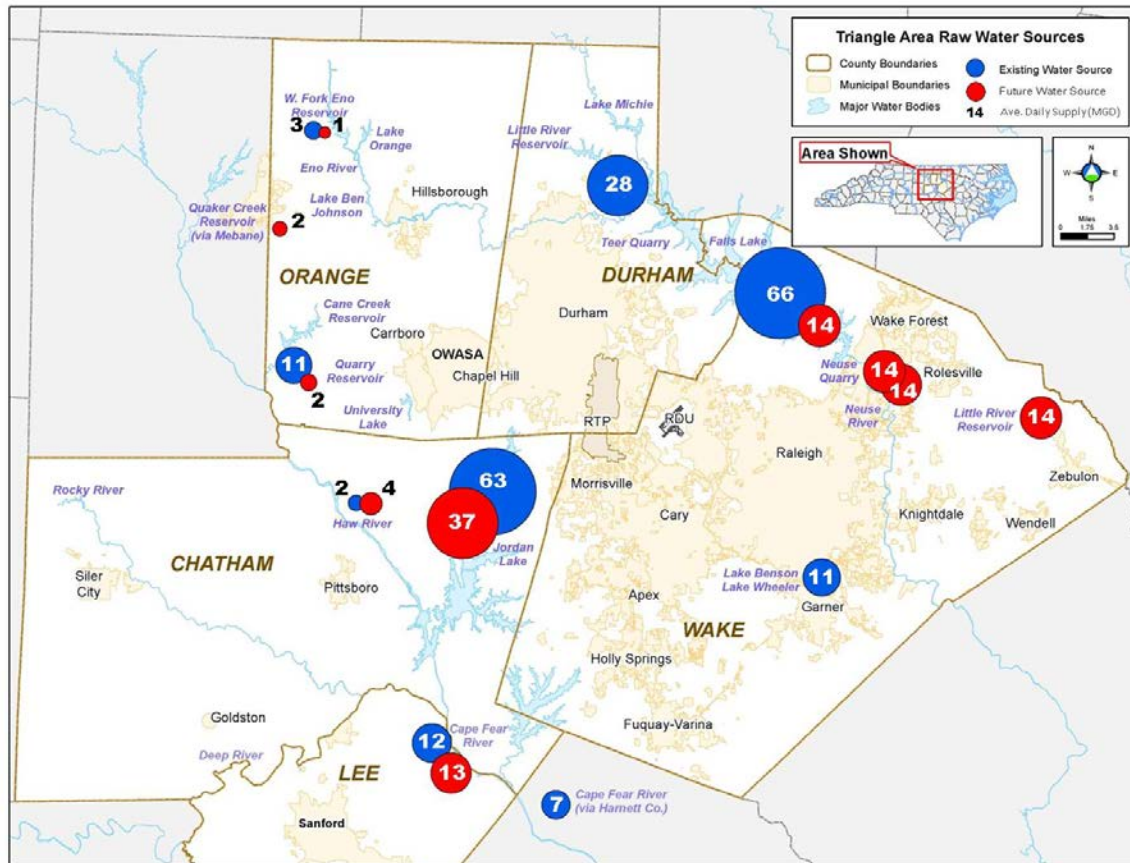 Triangle Area Raw Water Sources
County Boundaries
Municipal Boundaries
Major Water Bodies
Existing Water Source
Future Water Source
14 Ave. Daily Supply (MGD)
Area Shown
N
W E
S
Miles
0 1.75 3.5
W. Fork Eno
Reservoir
3 1
Lake
Orange
Eno River
Lake Ben
Johnson
Hillsborough
Quaker Creek
Reservoir
(via Mebane)
2
ORANGE
Cane Creek
Reservoir
Carrboro
OWASA
Chapel Hill
11
Quarry
Reservoir
2
University
Lake
Lake Michie
Little River
Reservoir
28
Teer Quarry
Falls Lake
DURHAM
Durham
66
14
Wake Forest
Neuse
Quarry
14
14
Rolesville
Neuse
River
Little River
Reservoir
14
Zebulon
RTP
RDU
Raleigh
Morrisville
Cary
Knightdale
Wendell
Rocky River
2 4
Haw River
63
37
Jordan
Lake
CHATHAM
Siler
City
Pittsboro
Lake Benson
Lake Wheeler
11
Garner
Apex
WAKE
Holly Springs
Fuquay-Varina
Goldston
Deep River
12
Cape Fear
River
13
LEE
Sanford
7
Cape Fear River
(via Harnett Co.)